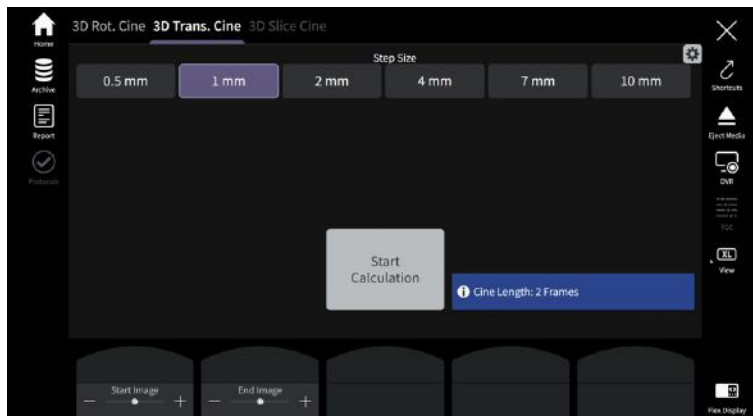 3D Rot. Cine 3D Trans. Cine 3D Slice Cine
Home
Step Size
0.5 mm 1 mm 2 mm 4 mm 7 mm 10 mm
Archive
Shortcuts
Report
Eject Media
Protocols
DVR
TGC
Start
Calculation
XL
View
Cine Length: 2 Frames
Start Image
End Image
Flex Display